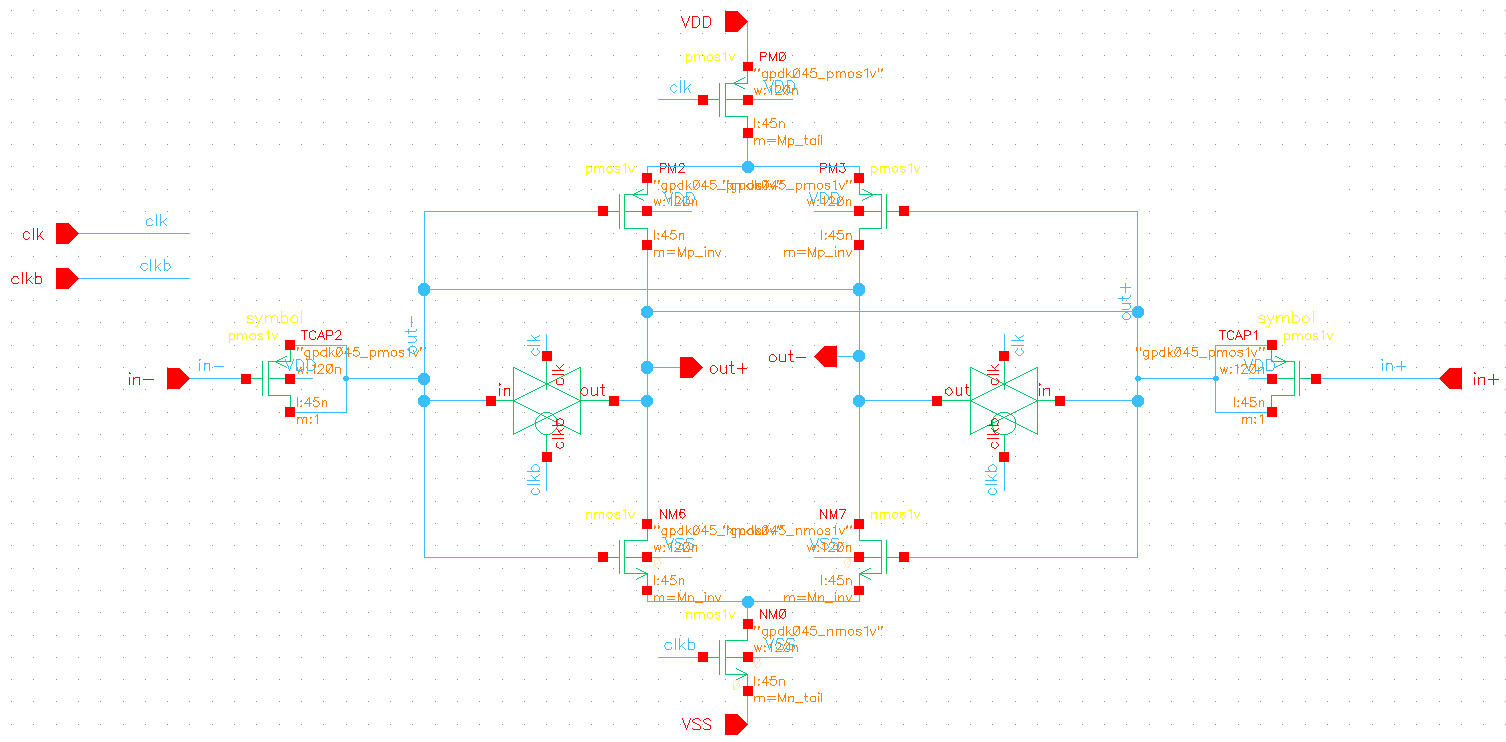 VDD
pmos1v
PM0
"gpdk045_pmos1v"
clk
VDD
w:120n
l:45n
m=Mp_tail
pmos1v
PM2
"gpdk045_pmos1v"
VDD
w:120n
l:45n
m=Mp_inv
PM3
pmos1v
"gpdk045_pmos1v"
VDD
w:120n
l:45n
m=Mp_inv
clk
clk
clkb
clkb
symbol
pmos1v
TCAP2
"gpdk045_pmos1v"
in-
in-
VDD
w:120n
l:45n
m:1
out-
clk
clk
in
out
clkb
clkb
out+
out-
clk
clk
out
in
clkb
clkb
out+
symbol
TCAP1
pmos1v
"gpdk045_pmos1v"
VDD
w:120n
l:45n
m:1
in+
in+
nmos1v
NM6
"gpdk045_nmos1v"
VSS
w:120n
l:45n
m=Mn_inv
NM7
nmos1v
"gpdk045_nmos1v"
VSS
w:120n
l:45n
m=Mn_inv
nmos1v
NM0
"gpdk045_nmos1v"
clkb
VSS
w:120n
l:45n
m=Mn_tail
VSS